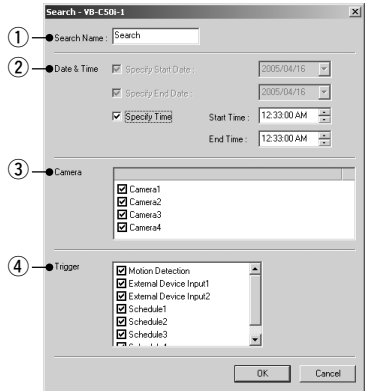 Search - VB-C50i-1
① Search Name : Search
② Date & Time Specify Start Date : 2005/04/16
Specify End Date : 2005/04/16
Specify Time Start Time : 12:33:00 AM
End Time : 12:33:00 AM
③ Camera
Camera1
Camera2
Camera3
Camera4
④ Trigger
Motion Detection
External Device Input1
External Device Input2
Schedule1
Schedule2
Schedule3
OK Cancel